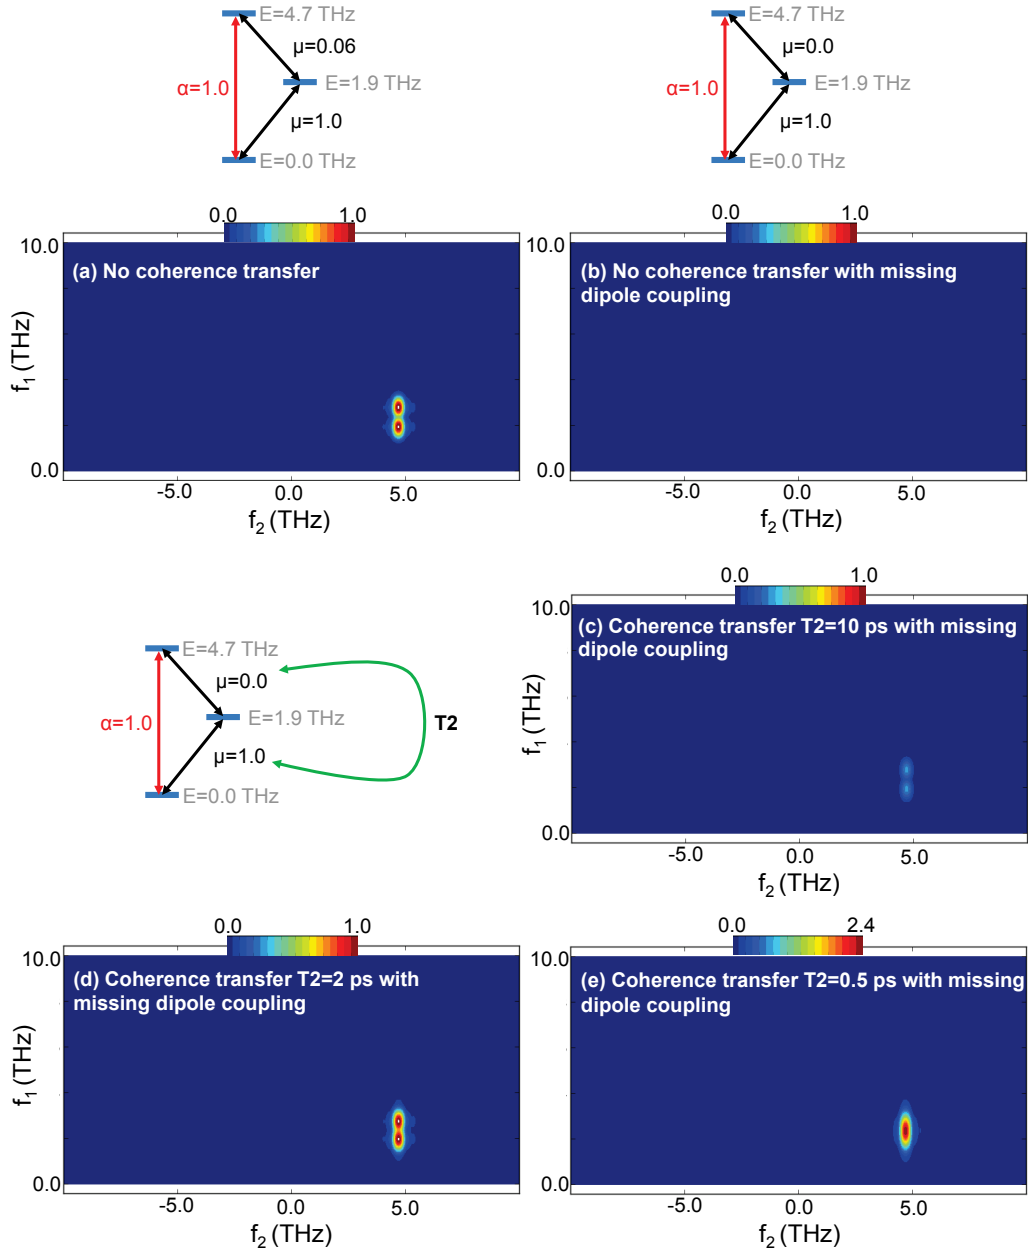 E=4.7 THz
μ=0.06
α=1.0
E=1.9 THz
μ=1.0
E=0.0 THz
E=4.7 THz
μ=0.0
α=1.0
E=1.9 THz
μ=1.0
E=0.0 THz
0.0 1.0
10.0
(a) No coherence transfer
f1 (THz)
0.0
-5.0 0.0 5.0
f2 (THz)
0.0 1.0
10.0
(b) No coherence transfer with missing
dipole coupling
0.0
-5.0 0.0 5.0
f2 (THz)
E=4.7 THz
μ=0.0
α=1.0
E=1.9 THz
T2
μ=1.0
E=0.0 THz
0.0 1.0
10.0
(c) Coherence transfer T2=10 ps with missing
dipole coupling
f1 (THz)
0.0
-5.0 0.0 5.0
f2 (THz)
0.0 1.0
10.0
(d) Coherence transfer T2=2 ps with
missing dipole coupling
f1 (THz)
0.0
-5.0 0.0 5.0
f2 (THz)
0.0 2.4
10.0
(e) Coherence transfer T2=0.5 ps with missing
dipole coupling
0.0
-5.0 0.0 5.0
f2 (THz)